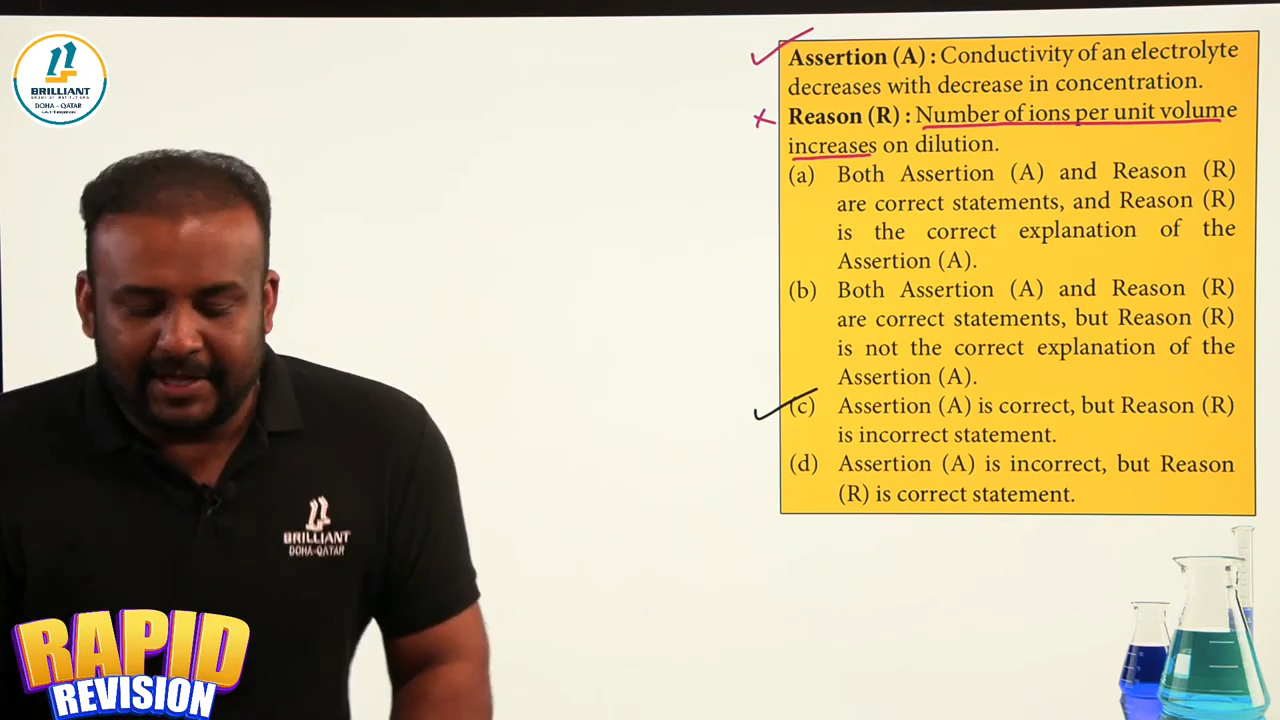 BRILLIANT
DOHA - QATAR
Assertion (A) : Conductivity of an electrolyte
decreases with decrease in concentration.
Reason (R) : Number of ions per unit volume
increases on dilution.
(a) Both Assertion (A) and Reason (R)
are correct statements, and Reason (R)
is the correct explanation of the
Assertion (A).
(b) Both Assertion (A) and Reason (R)
are correct statements, but Reason (R)
is not the correct explanation of the
Assertion (A).
(c) Assertion (A) is correct, but Reason (R)
is incorrect statement.
(d) Assertion (A) is incorrect, but Reason
(R) is correct statement.
BRILLIANT
DOHA-QATAR
RAPID
REVISION